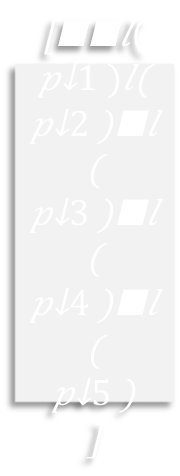 [■■l(
p↓1 )l(
p↓2 )■l
(
p↓3 )■l
(
p↓4 )■l
(
p↓5 )
]